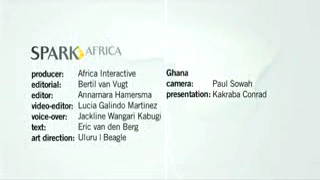 SPARK AFRICA
producer: Africa Interactive
editorial: Bertil van Vugt
editor: Annamara Hamersma
video-editor: Lucia Galindo Martinez
voice-over: Jackline Wangari Kabugi
text: Eric van den Berg
art direction: Uluru | Beagle
Ghana
camera: Paul Sowah
presentation: Kakraba Conrad